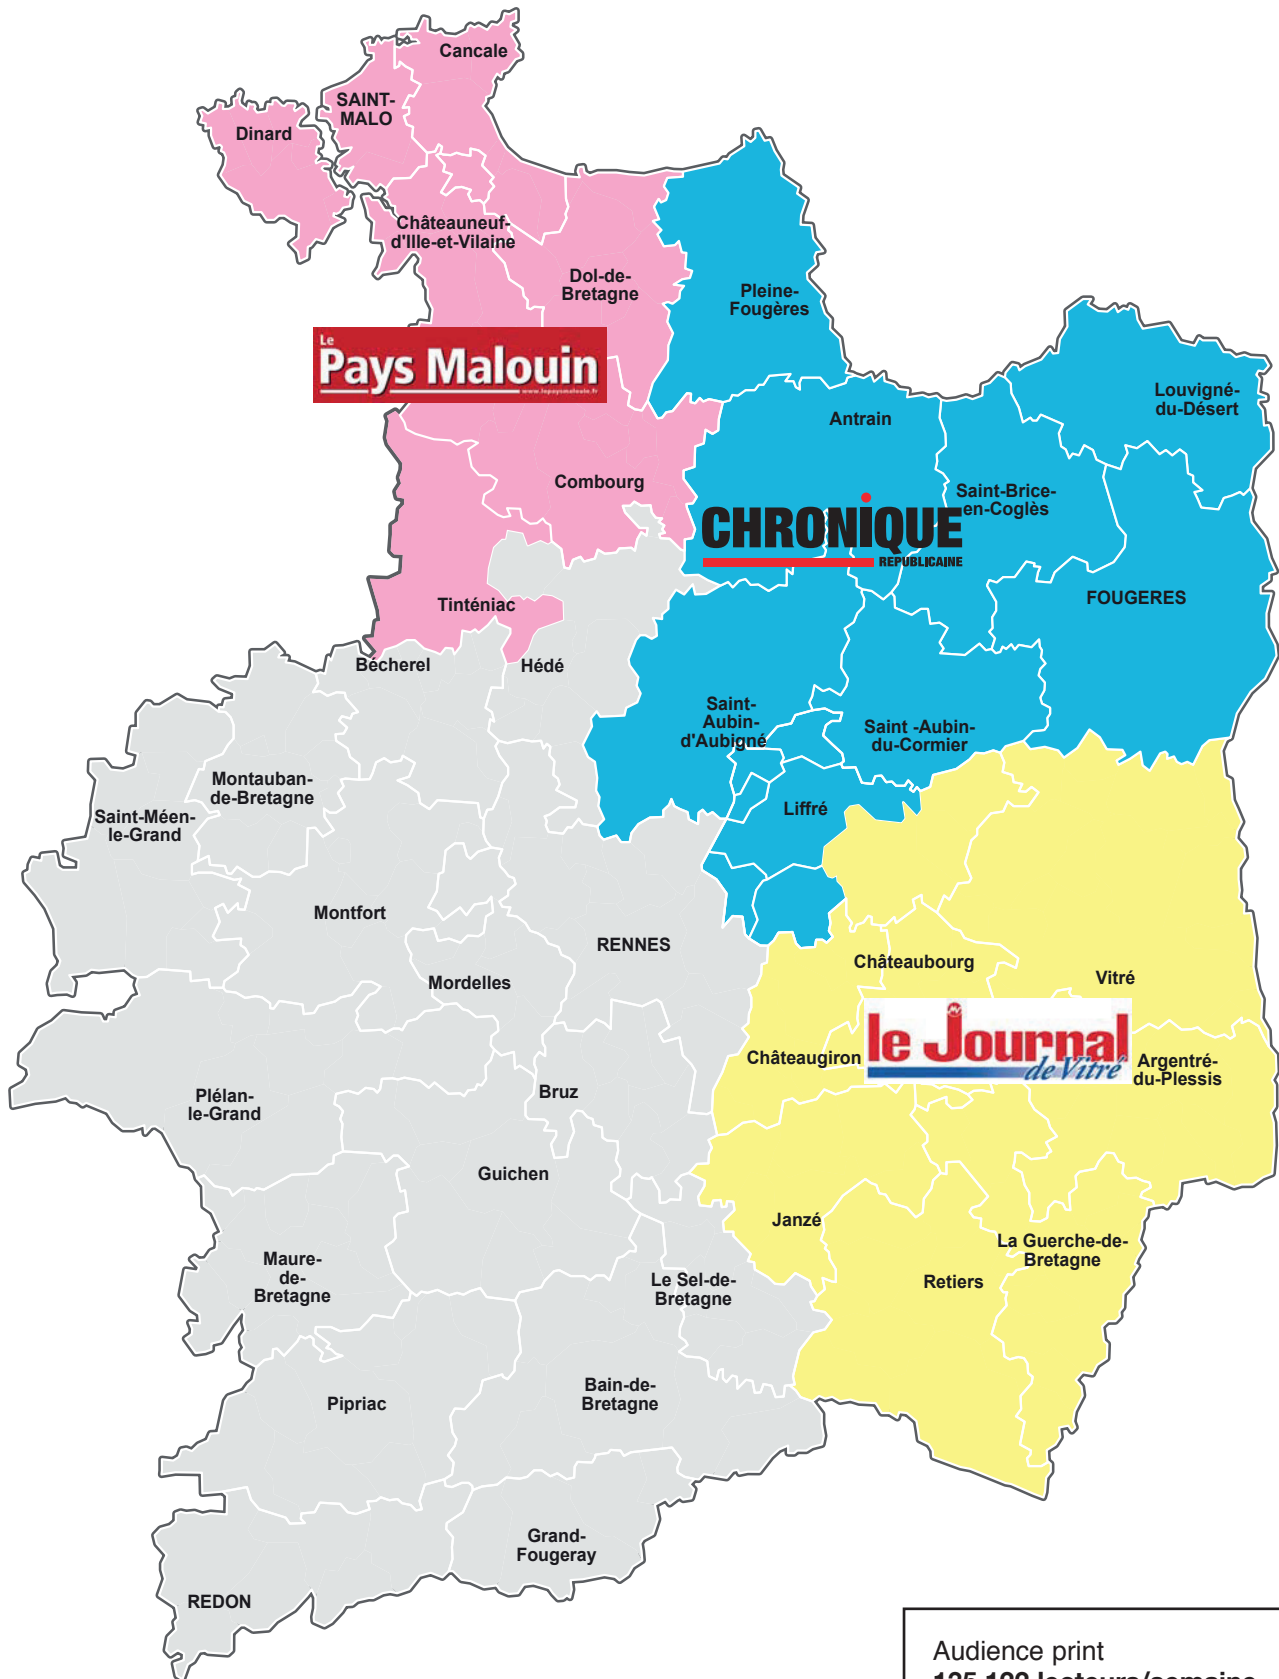 Cancale
SAINT-
MALO
Dinard
Châteauneuf-
d'Ille-et-Vilaine
Dol-de-
Bretagne
Pleine-
Fougères
Le
Pays Malouin
www.lepaysmalouin.fr
Louvigné-
du-Désert
Antrain
Combourg
Saint-Brice-
en-Coglès
CHRONIQUE
REPUBLICAINE
FOUGERES
Tinténiac
Bécherel
Hédé
Saint-
Aubin-
d'Aubigné
Saint -Aubin-
du-Cormier
Montauban-
de-Bretagne
Saint-Méen-
le-Grand
Liffré
Montfort
RENNES
Mordelles
Châteaubourg
Vitré
le Journal
de Vitré
Châteaugiron
Argentré-
du-Plessis
Plélan-
le-Grand
Bruz
Guichen
Janzé
La Guerche-de-
Bretagne
Maure-
de-
Bretagne
Le Sel-de-
Bretagne
Retiers
Pipriac
Bain-de-
Bretagne
Grand-
Fougeray
REDON
Audience print